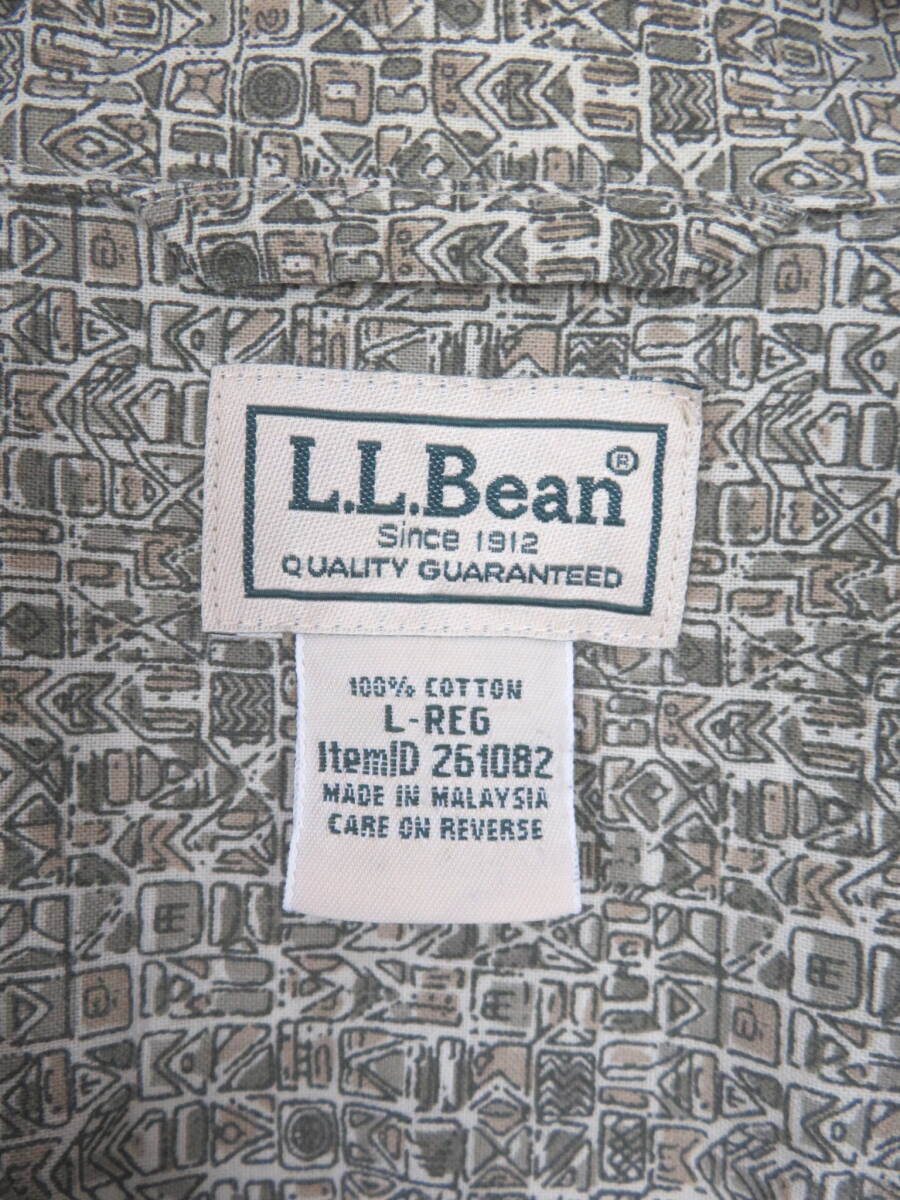 L.L.Bean®
Since 1912
QUALITY GUARANTEED
100% COTTON
L-REG
ItemID 261082
MADE IN MALAYSIA
CARE ON REVERSE